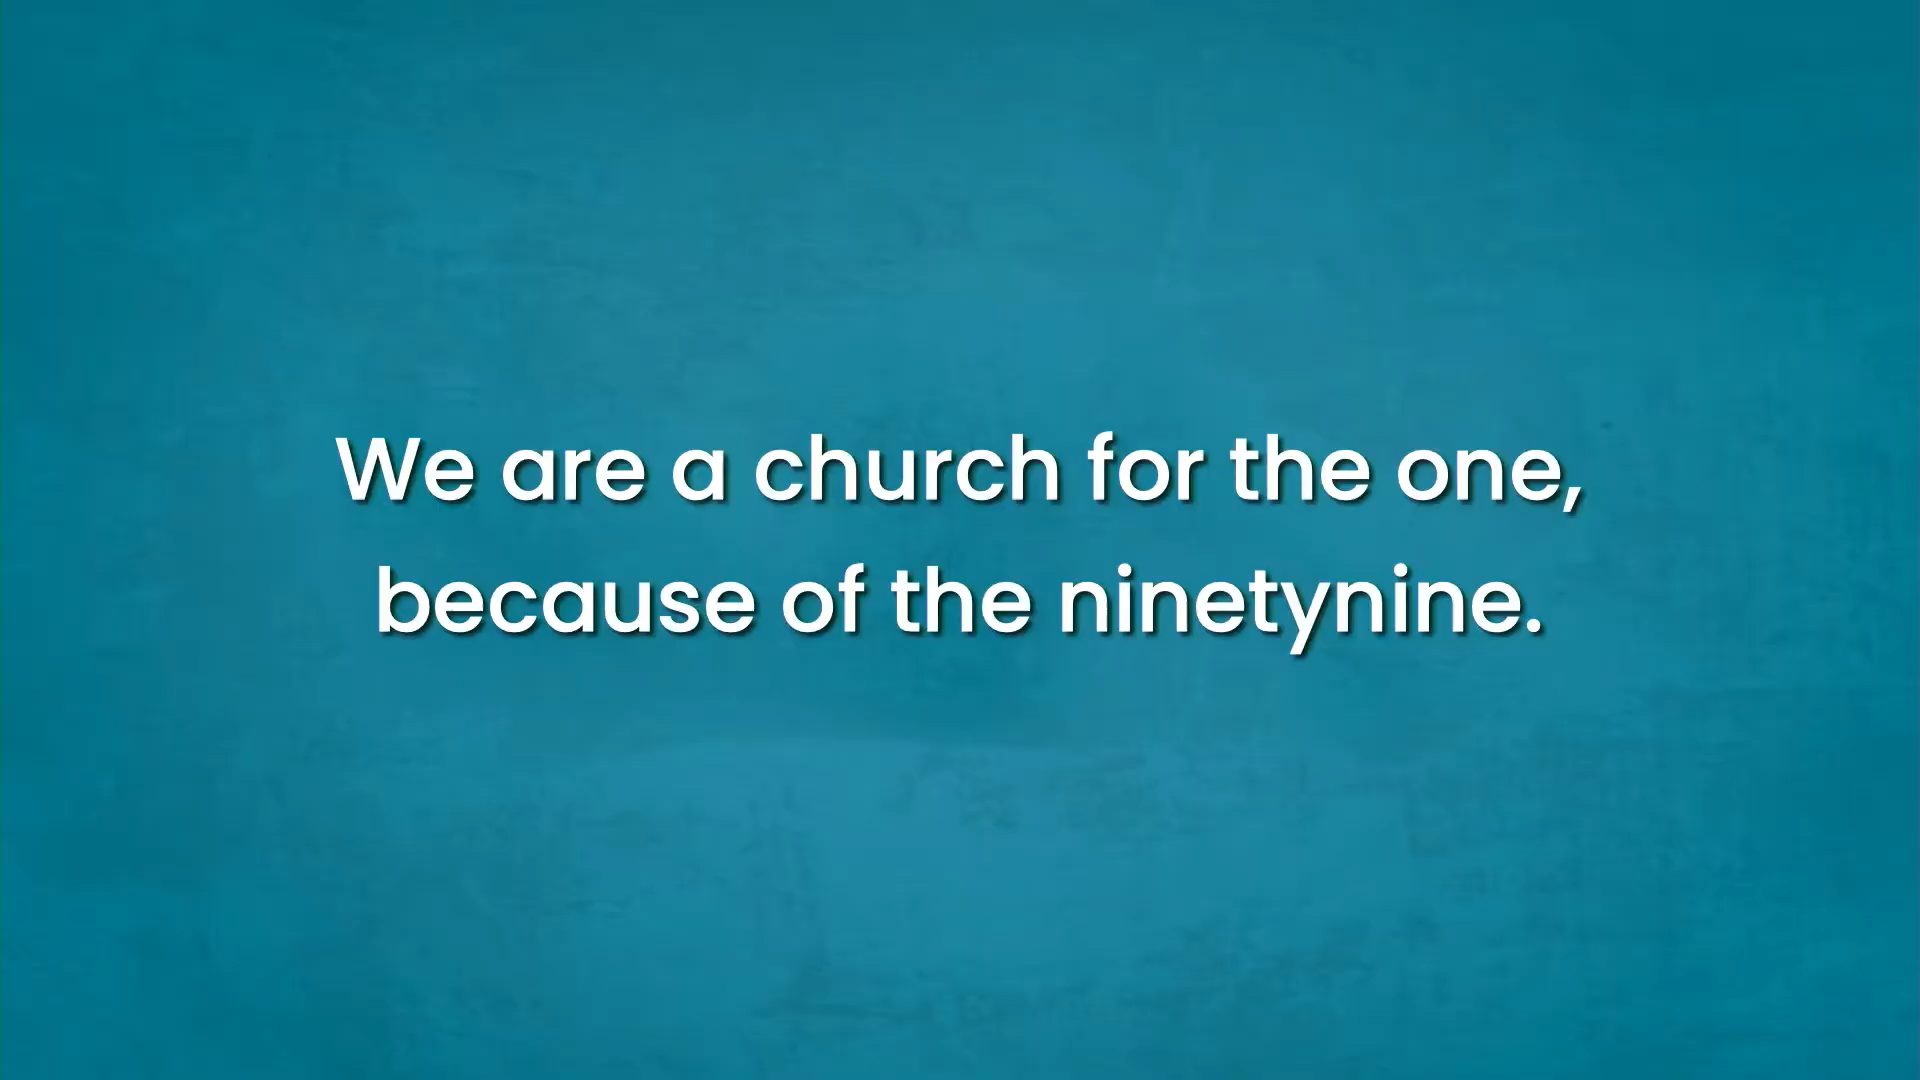 We are a church for the one,
because of the ninetynine.